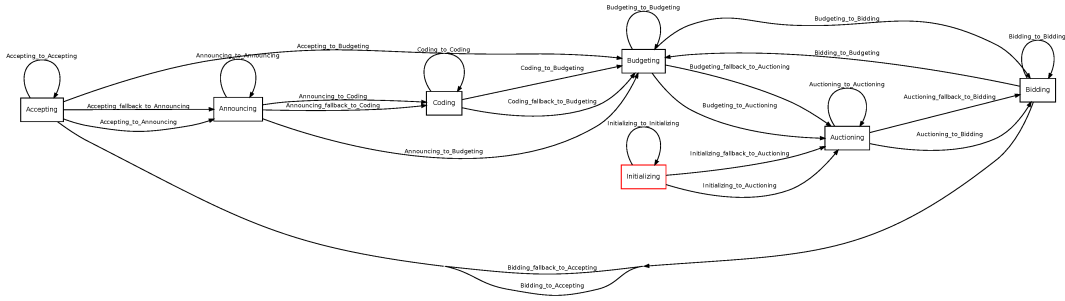 Budgeting_to_Budgeting
Budgeting_to_Bidding
Bidding_to_Bidding
Accepting_to_Budgeting
Accepting_to_Accepting
Announcing_to_Announcing
Coding_to_Coding
Bidding_to_Budgeting
Budgeting
Coding_to_Budgeting
Budgeting_fallback_to_Auctioning
Auctioning_to_Auctioning
Bidding
Announcing_to_Coding
Auctioning_fallback_to_Bidding
Accepting
Accepting_fallback_to_Announcing
Announcing
Announcing_fallback_to_Coding
Coding
Coding_fallback_to_Budgeting
Budgeting_to_Auctioning
Accepting_to_Announcing
Initializing_to_Initializing
Auctioning
Auctioning_to_Bidding
Announcing_to_Budgeting
Initializing_fallback_to_Auctioning
Initializing
Initializing_to_Auctioning
Bidding_fallback_to_Accepting
Bidding_to_Accepting